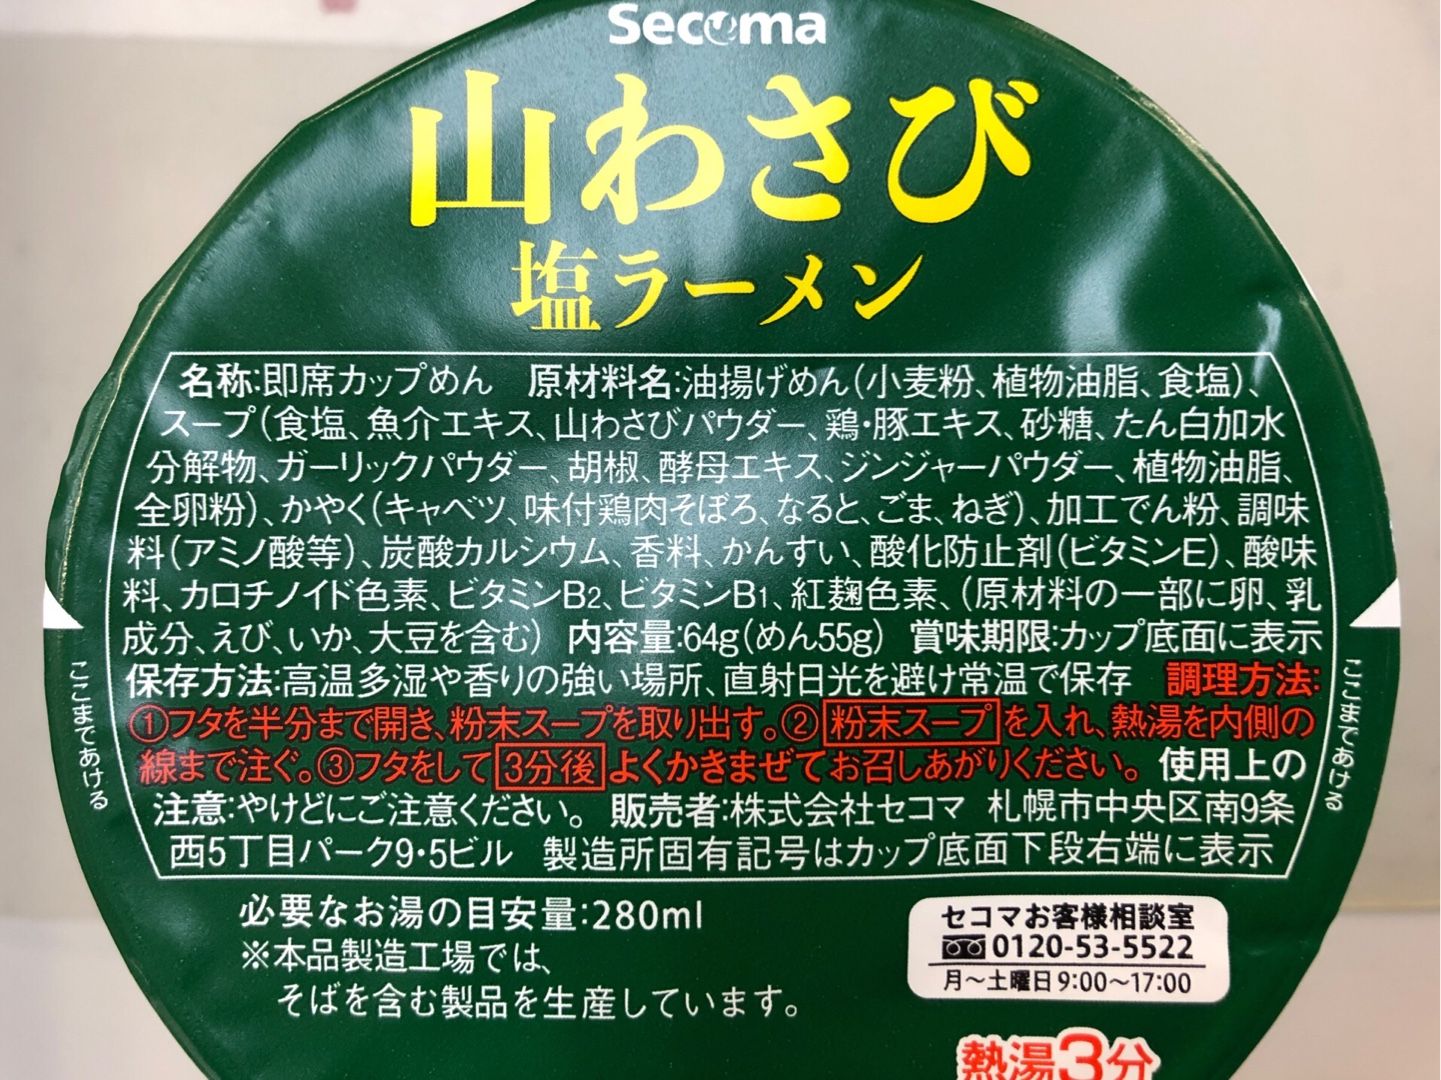 Secoma
山わさび
塩ラーメン
名称:即席カップめん 原材料名:油揚げめん(小麦粉、植物油脂、食塩)、
スープ(食塩、魚介エキス、山わさびパウダー、鶏・豚エキス、砂糖、たん白加水
分解物、ガーリックパウダー、胡椒、酵母エキス、ジンジャーパウダー、植物油脂、
全卵粉)、かやく(キャベツ、味付鶏肉そぼろ、なると、ごま、ねぎ)、加工でん粉、調味
料(アミノ酸等)、炭酸カルシウム、香料、かんすい、酸化防止剤(ビタミンE)、酸味
料、カロチノイド色素、ビタミンB2、ビタミンB1、紅麹色素、(原材料の一部に卵、乳
成分、えび、いか、大豆を含む) 内容量:64g(めん55g) 賞味期限:カップ底面に表示
保存方法:高温多湿や香りの強い場所、直射日光を避け常温で保存 調理方法:
①フタを半分まで開き、粉末スープを取り出す。②粉末スープを入れ、熱湯を内側の
線まで注ぐ。③フタをして3分後よくかきまぜてお召しあがりください。 使用上の
注意:やけどにご注意ください。 販売者:株式会社セコマ 札幌市中央区南9条
西5丁目パーク9・5ビル 製造所固有記号はカップ底面下段右端に表示
ここまであける
ここまであける
必要なお湯の目安量:280ml
※本品製造工場では、
そばを含む製品を生産しています。
セコマお客様相談室
0120-53-5522
月～土曜日9:00～17:00
熱湯3分